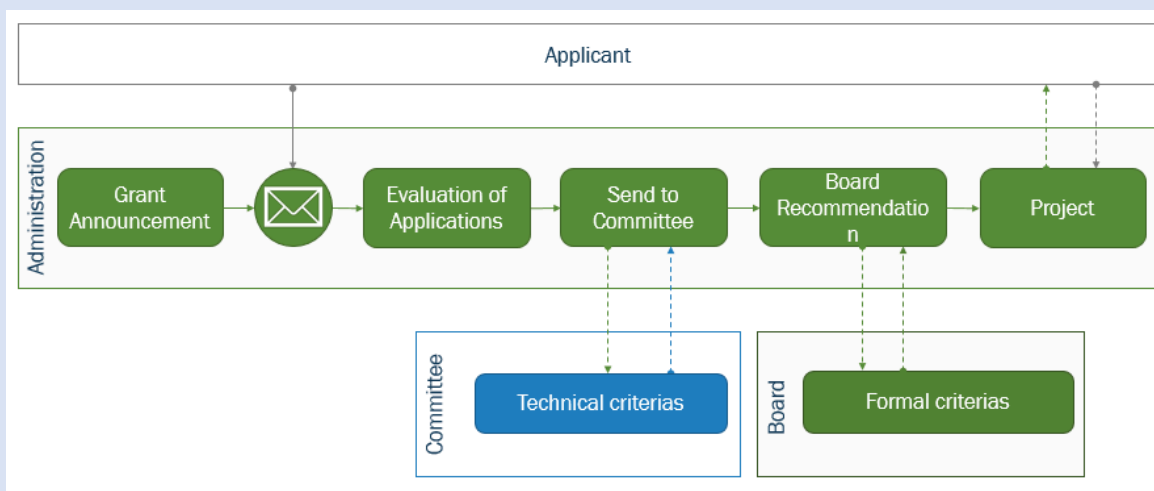 Applicant
Administration
Grant
Announcement
Evaluation of
Applications
Send to
Committee
Board
Recommendatio
n
Project
Committee
Technical criterias
Board
Formal criterias